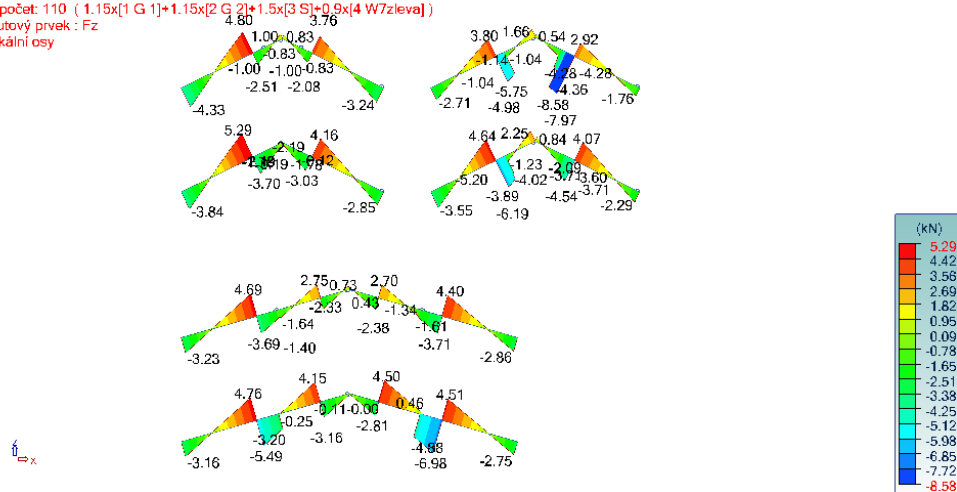 počet: 110 ( 1.15x[1 G 1]+1.15x[2 G 2]+1.5x[3 S]+0.9x[4 W7zleva] )
utový prvek : Fz
kální osy
4.80 3.76
1.00 -0.83
-0.83
-1.00 -1.00 -0.83
-2.51 -2.08
-4.33 -3.24
3.80 1.66 -0.54 2.92
-1.14 -1.04
-1.04 -4.28 -4.28
-5.75 -4.36
-2.71 -4.98 -8.58 -1.76
-7.97
5.29 4.16
-2.19
-3.70 -3.03
-3.84 -2.85
4.64 2.25 -0.84 4.07
-1.23 -2.09
-5.20 -4.02 -3.71 -3.60
-3.89 -4.54 -3.71
-3.55 -6.19 -2.29
4.69 2.75 0.73 2.70 4.40
-2.33 0.43 -1.34
-1.64 -2.38 -1.61
-3.69 -1.40 -3.71
-3.23 -2.86
4.76 4.15 4.50 4.51
-0.11 -0.00 0.46
-0.25 -2.81
-3.20 -3.16 -4.88
-5.49 -6.98
-3.16 -2.75
x
(kN)
5.29
4.42
3.56
2.69
1.82
0.95
0.09
-0.78
-1.65
-2.51
-3.38
-4.25
-5.12
-5.98
-6.85
-7.72
-8.58